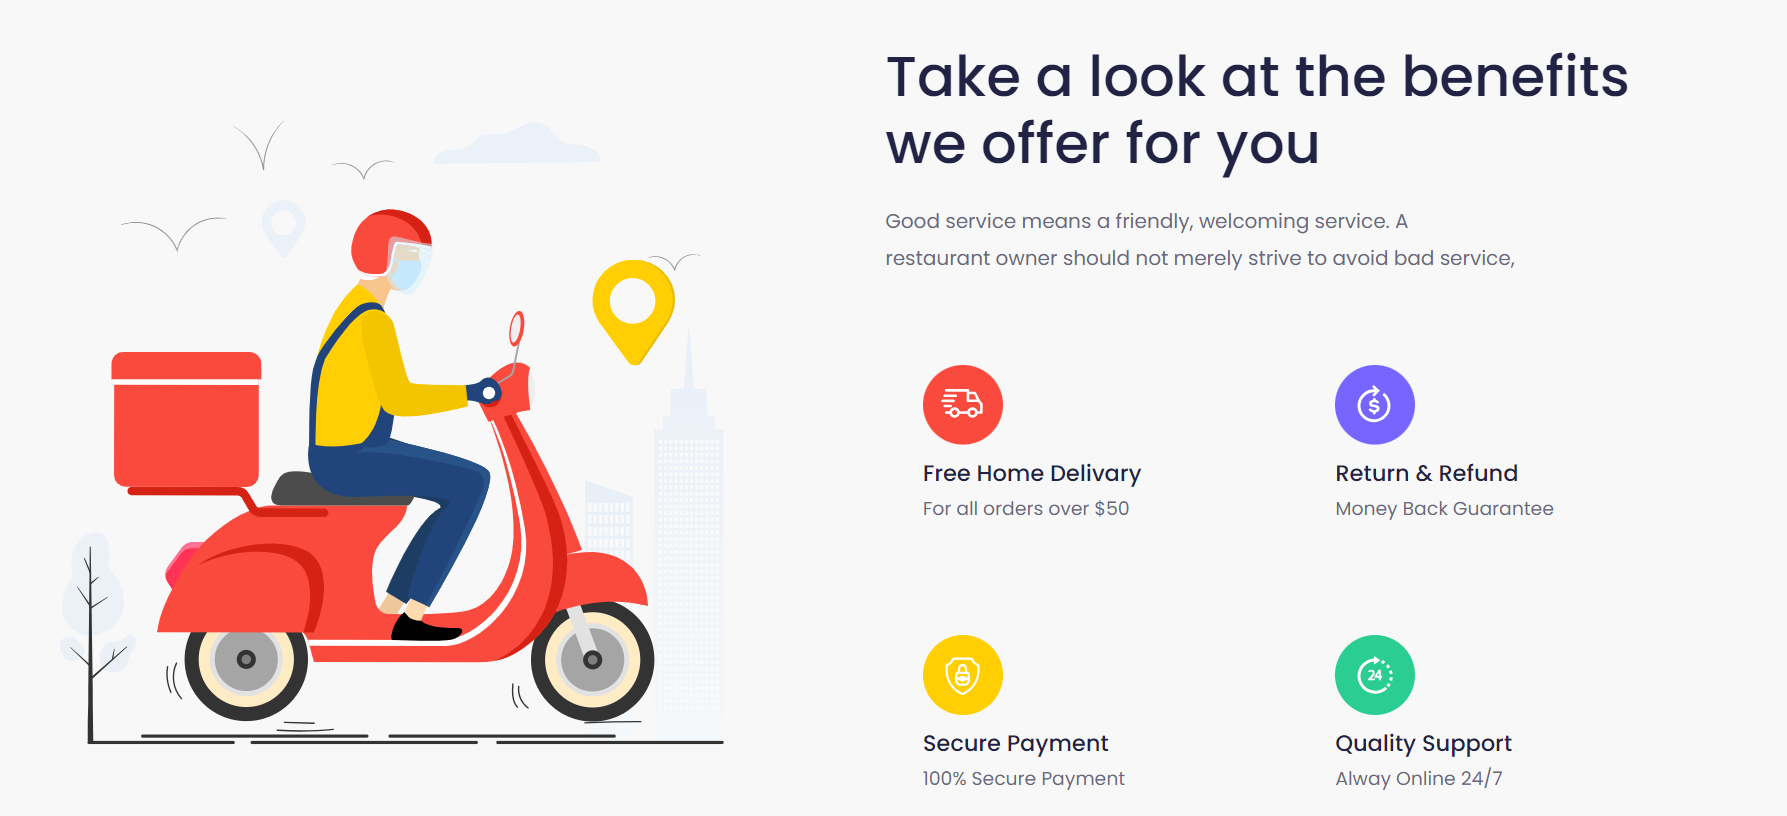 Take a look at the benefits
we offer for you
Good service means a friendly, welcoming service. A
restaurant owner should not merely strive to avoid bad service,
Free Home Delivary
For all orders over $50
Return & Refund
Money Back Guarantee
$
Secure Payment
100% Secure Payment
24
Quality Support
Alway Online 24/7